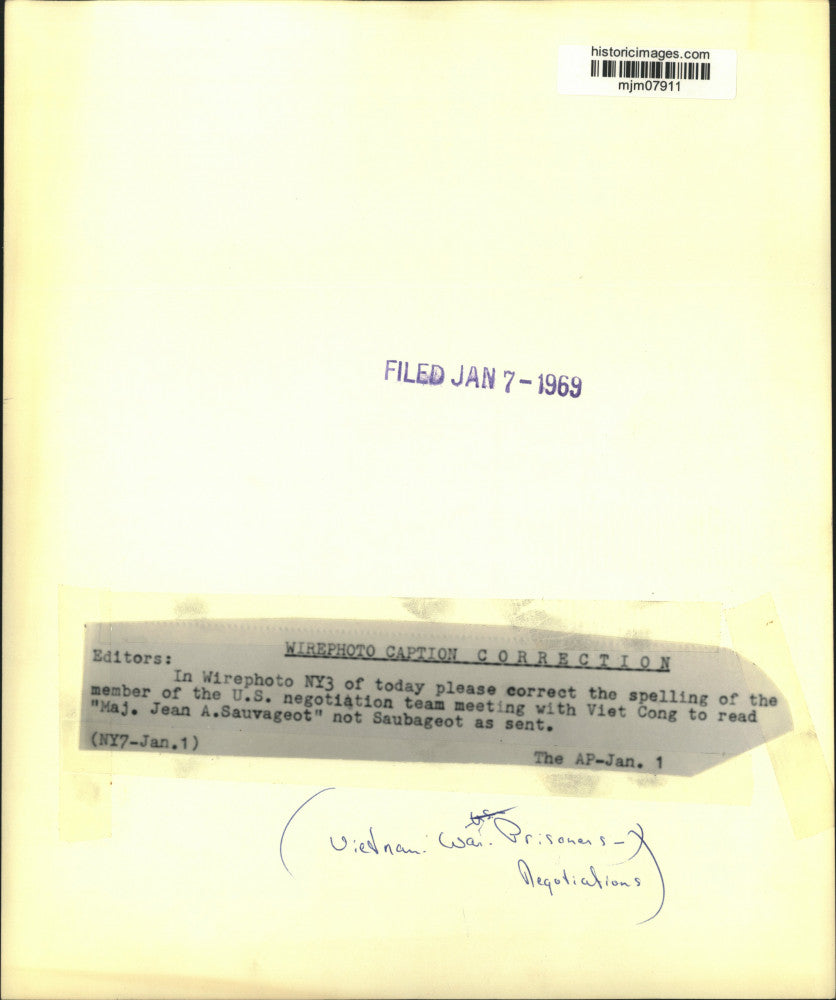 historicimages.com
mjm07911
FILED JAN 7-1969
WIREPHOTO CAPTION C O R R E C T I O N
Editors:
In Wirephoto NY3 of today please correct the spelling of the
member of the U.S. negotiation team meeting with Viet Cong to read
"Maj. Jean A.Sauvageot" not Saubageot as sent.
(NY7-Jan.1)
The AP-Jan. 1
(Vietnam: War: Prisoners-)
Negotiations)